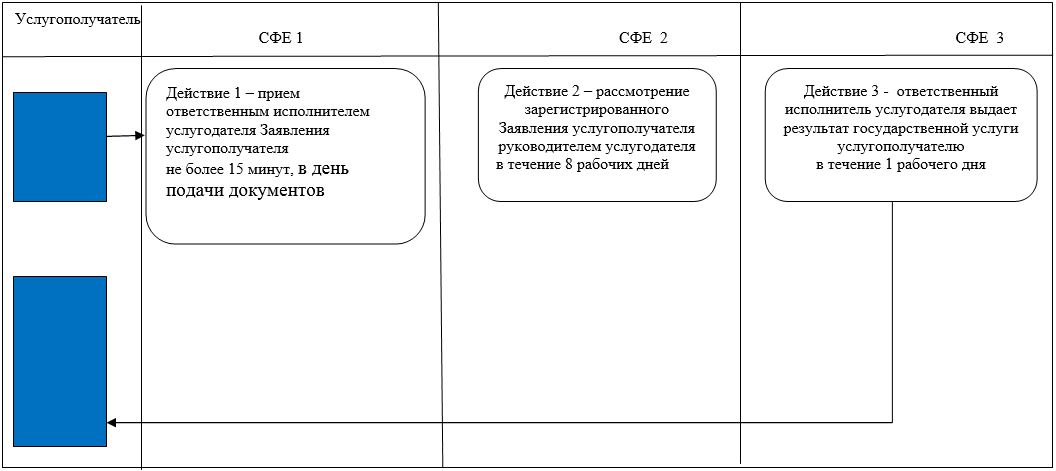 Услугополучатель
СФЕ 1
СФЕ 2
СФЕ 3
Действие 1 – прием
ответственным исполнителем
услугодателя Заявления
услугополучателя
не более 15 минут, в день
подачи документов
Действие 2 – рассмотрение
зарегистрированного
Заявления услугополучателя
руководителем услугодателя
в течение 8 рабочих дней
Действие 3 - ответственный
исполнитель услугодателя выдает
результат государственной услуги
услугополучателю
в течение 1 рабочего дня